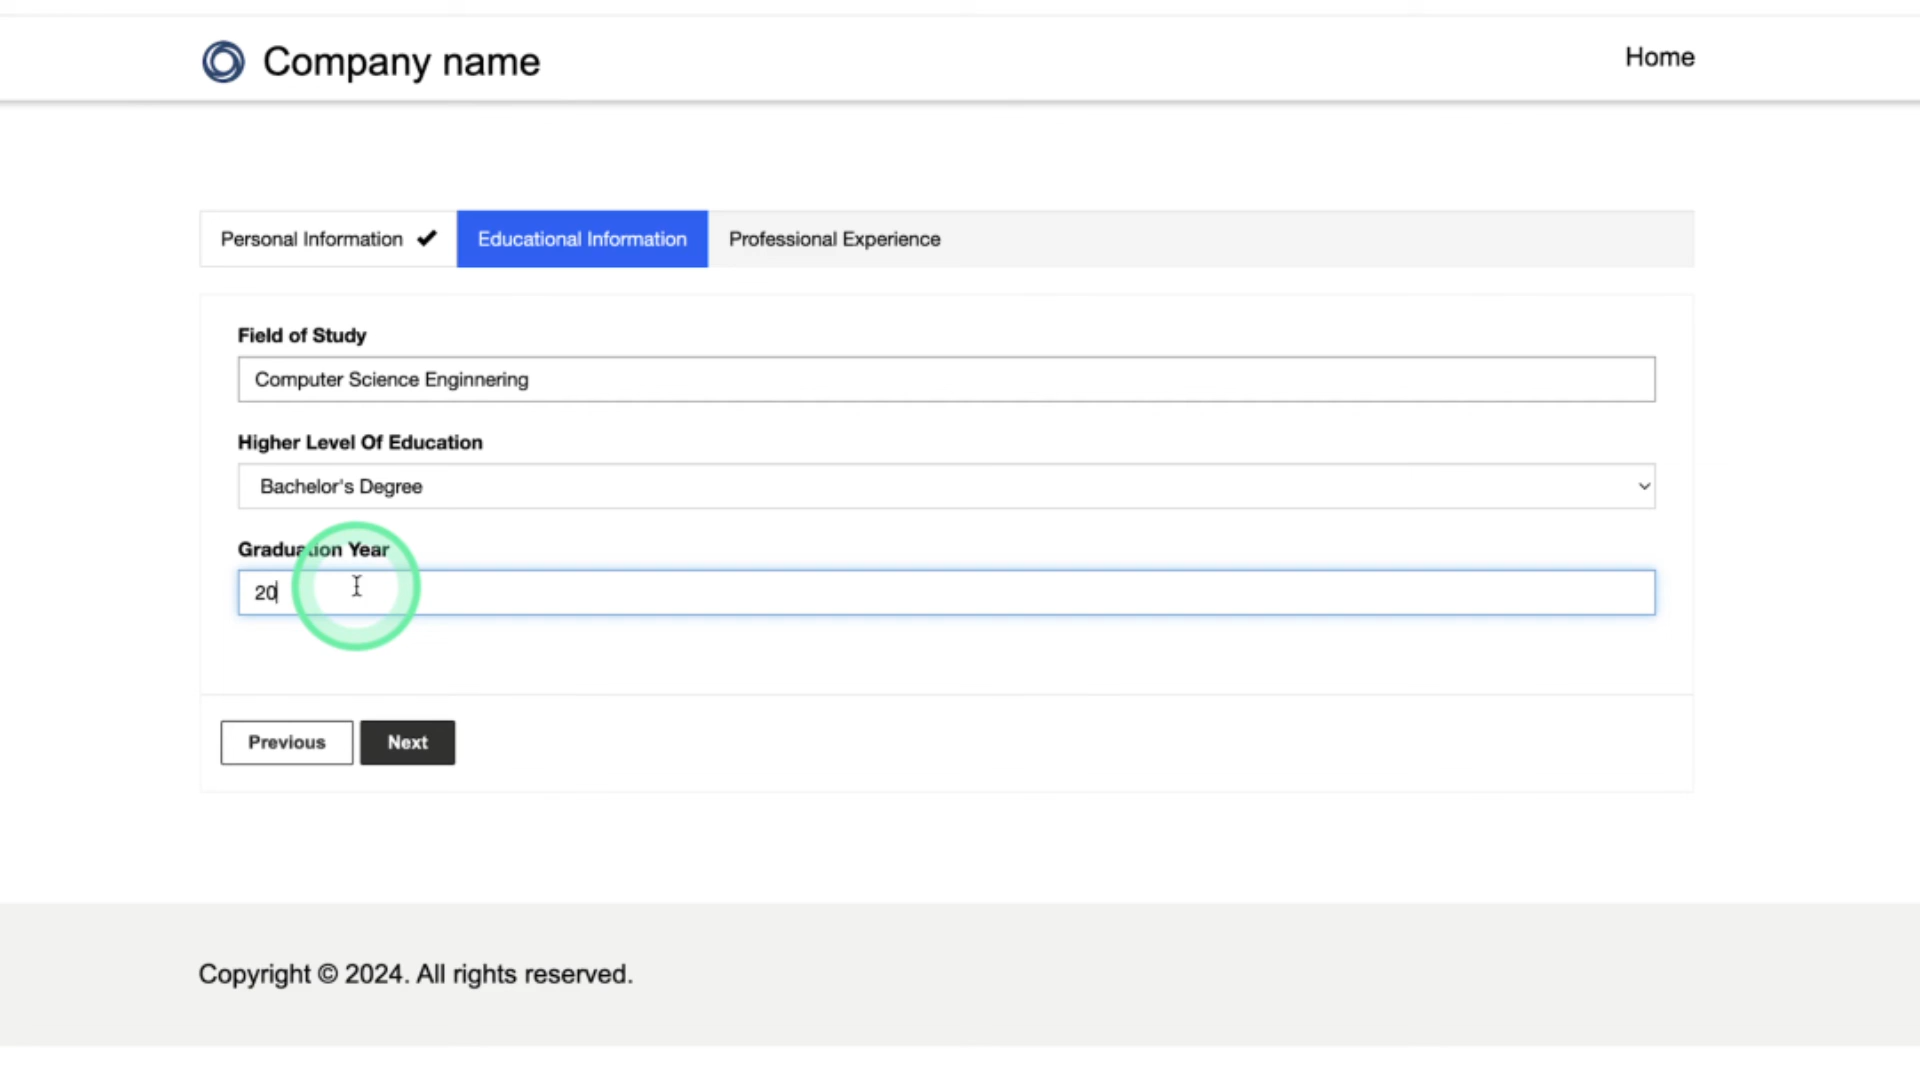 Company name
Home
Personal Information
Educational Information
Professional Experience
Field of Study
Computer Science Enginnering
Higher Level Of Education
Bachelor's Degree
Graduation Year
20
Previous
Next
Copyright © 2024. All rights reserved.